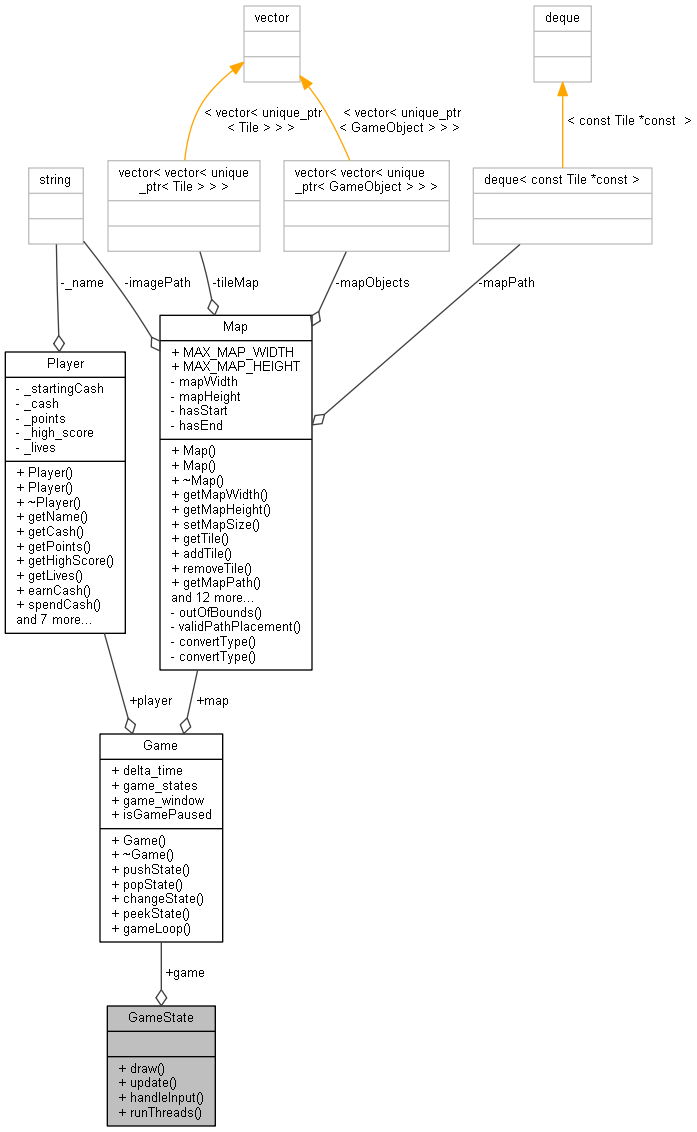 vector
deque
< vector< unique_ptr
< Tile > > >
< vector< unique_ptr
< GameObject > > >
< const Tile *const >
string
vector< vector< unique
_ptr< Tile > > >
vector< vector< unique
_ptr< GameObject > > >
deque< const Tile *const >
-_name
-imagePath
-tileMap
-mapObjects
-mapPath
Player
- _startingCash
- _cash
- _points
- _high_score
- _lives
+ Player()
+ Player()
+ ~Player()
+ getName()
+ getCash()
+ getPoints()
+ getHighScore()
+ getLives()
+ earnCash()
+ spendCash()
and 7 more...
Map
+ MAX_MAP_WIDTH
+ MAX_MAP_HEIGHT
- mapWidth
- mapHeight
- hasStart
- hasEnd
+ Map()
+ Map()
+ ~Map()
+ getMapWidth()
+ getMapHeight()
+ setMapSize()
+ getTile()
+ addTile()
+ removeTile()
+ getMapPath()
and 12 more...
- outOfBounds()
- validPathPlacement()
- convertType()
- convertType()
+player
+map
Game
+ delta_time
+ game_states
+ game_window
+ isGamePaused
+ Game()
+ ~Game()
+ pushState()
+ popState()
+ changeState()
+ peekState()
+ gameLoop()
+game
GameState
+ draw()
+ update()
+ handleInput()
+ runThreads()